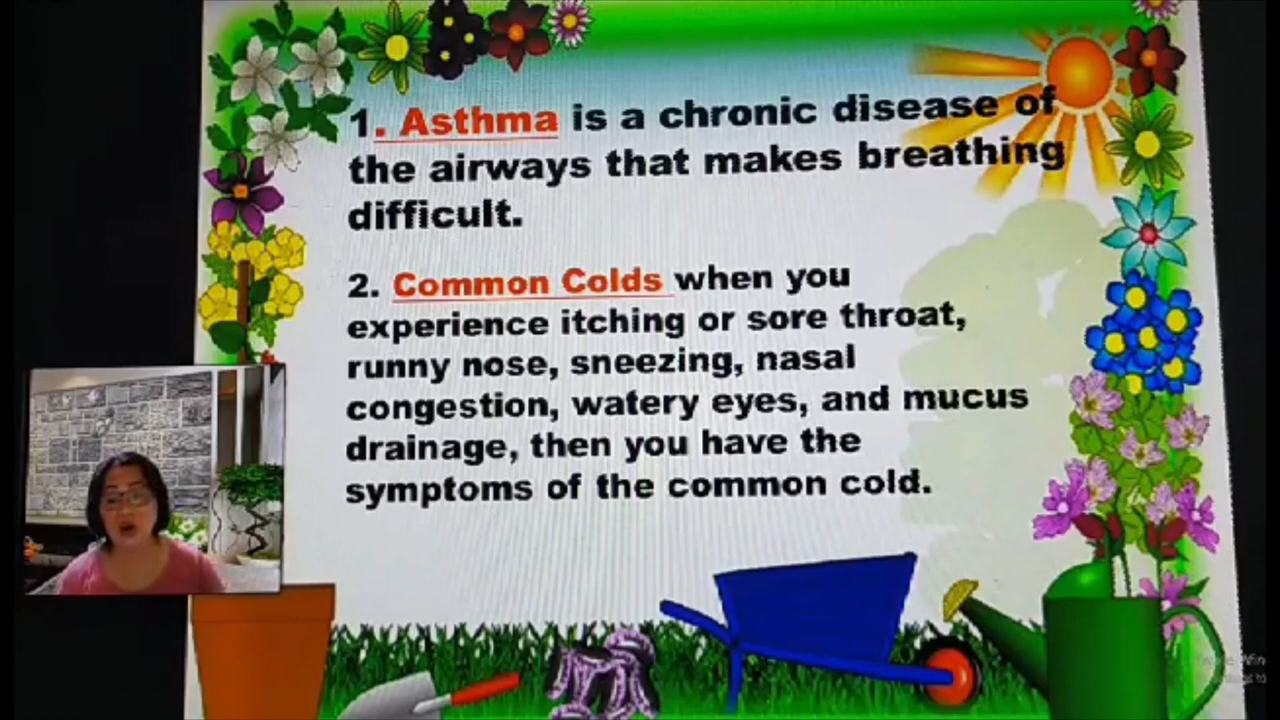 1. Asthma is a chronic disease of
the airways that makes breathing
difficult.
2. Common Colds when you
experience itching or sore throat,
runny nose, sneezing, nasal
congestion, watery eyes, and mucus
drainage, then you have the
symptoms of the common cold.